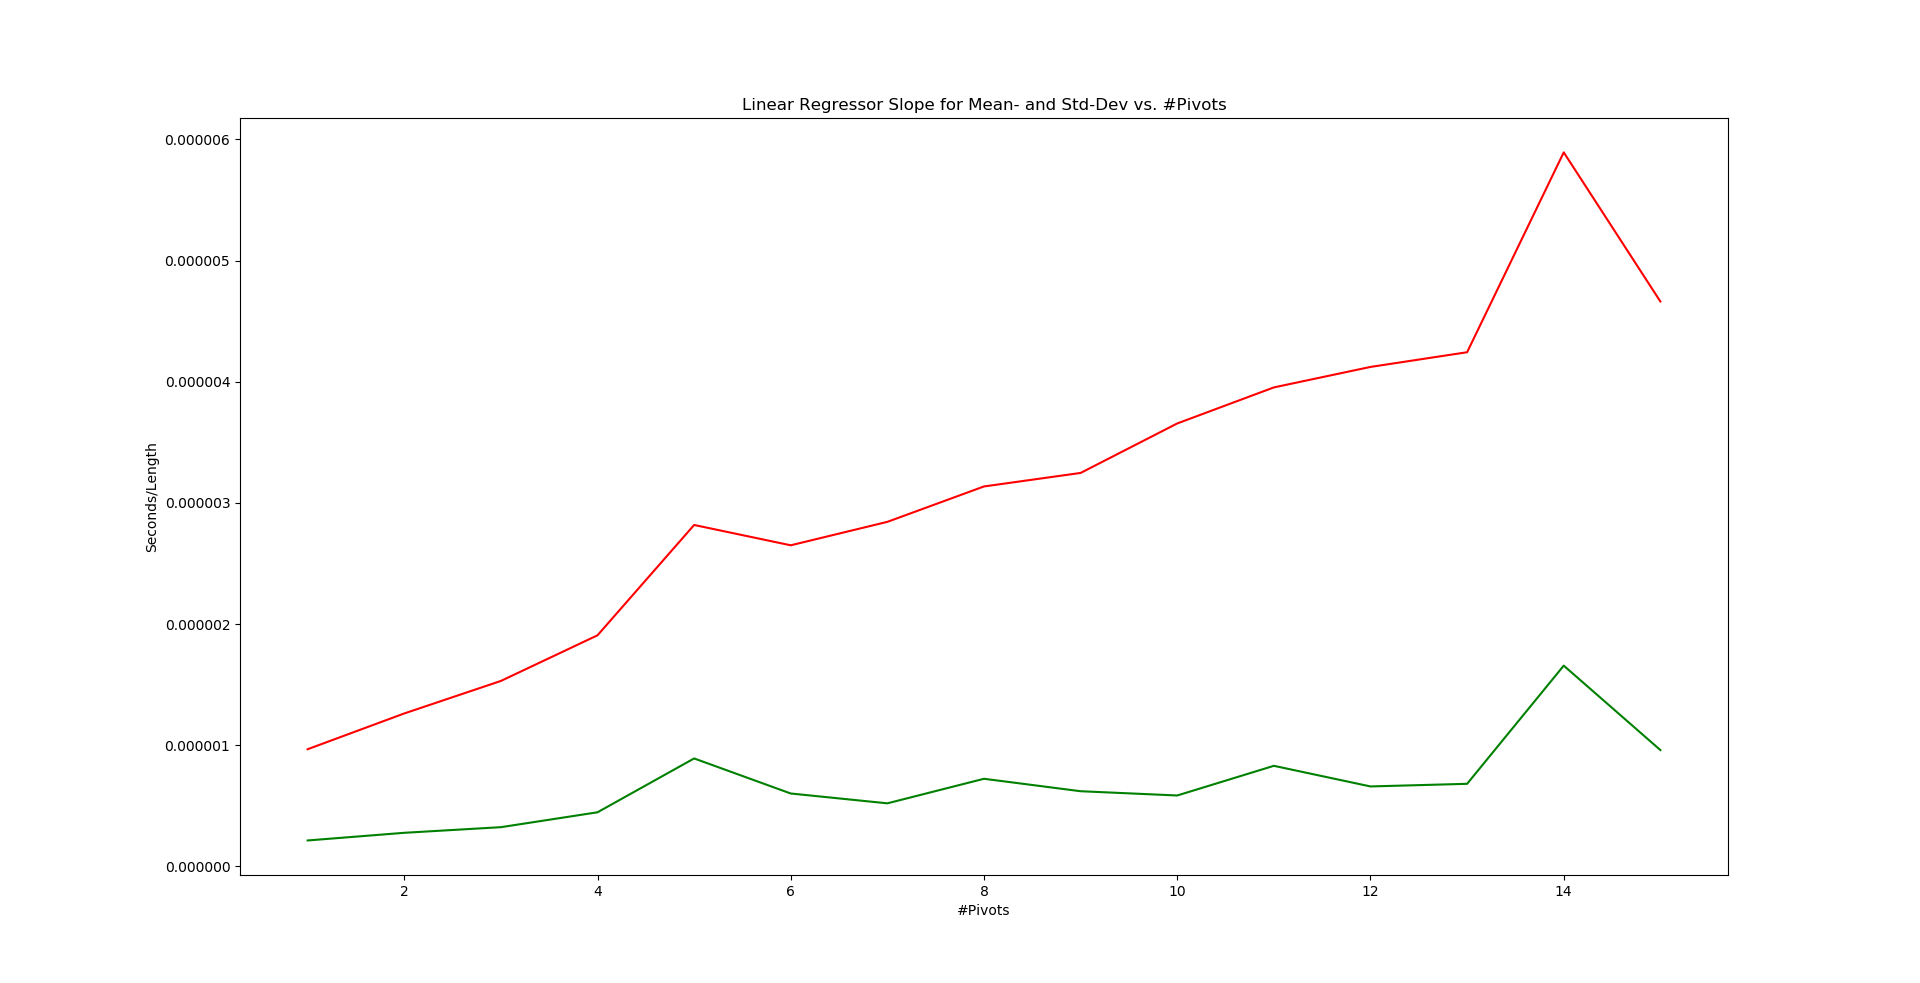 Linear Regressor Slope for Mean- and Std-Dev vs. #Pivots
0.000006
0.000005
0.000004
0.000003
0.000002
0.000001
0.000000
Seconds/Length
2 4 6 8 10 12 14
#Pivots